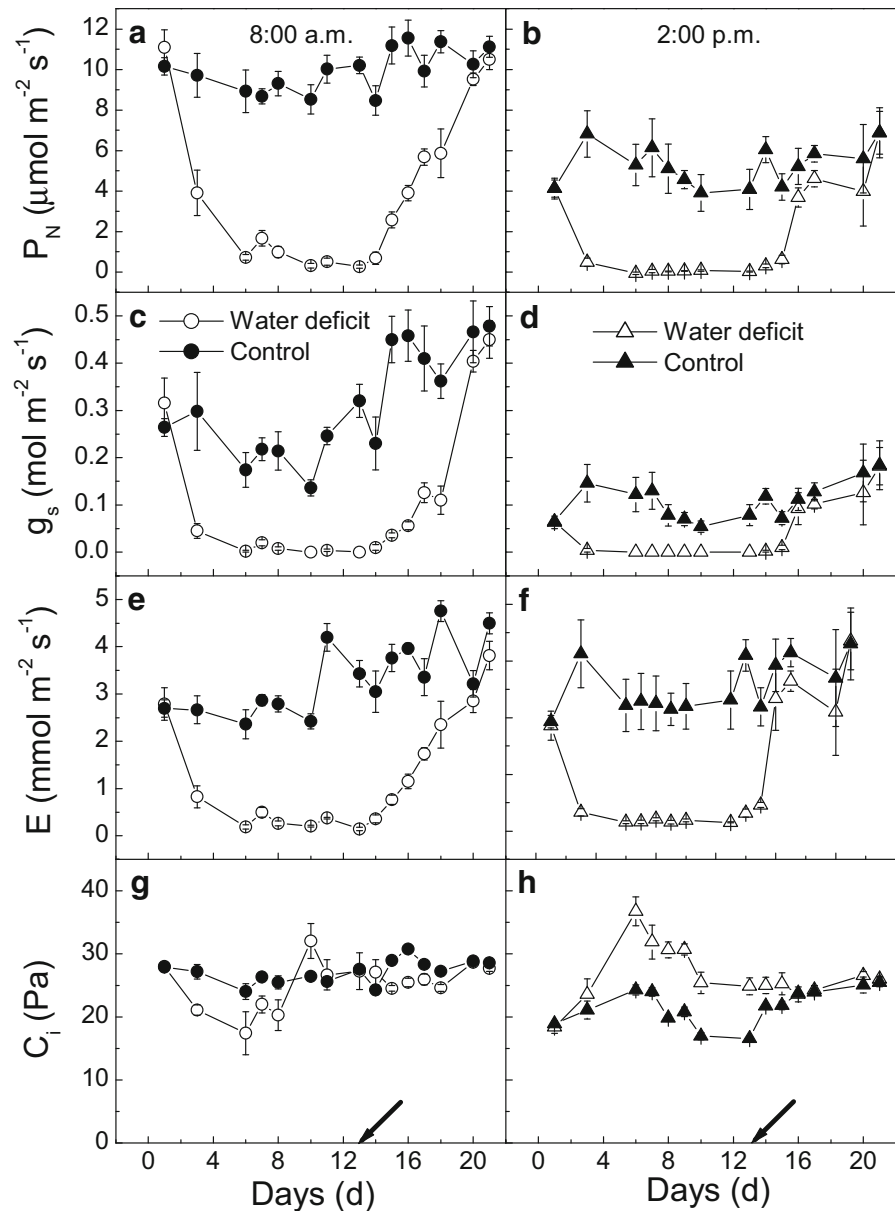 a
8:00 a.m.
b
2:00 p.m.
12
10
8
6
4
2
0
P_N (μmol m⁻² s⁻¹)
c
Water deficit
Control
d
Water deficit
Control
0.5
0.4
0.3
0.2
0.1
0.0
g_s (mol m⁻² s⁻¹)
e
f
5
4
3
2
1
0
E (mmol m⁻² s⁻¹)
g
h
40
30
20
10
0
C_i (Pa)
0 4 8 12 16 20
0 4 8 12 16 20
Days (d)
Days (d)